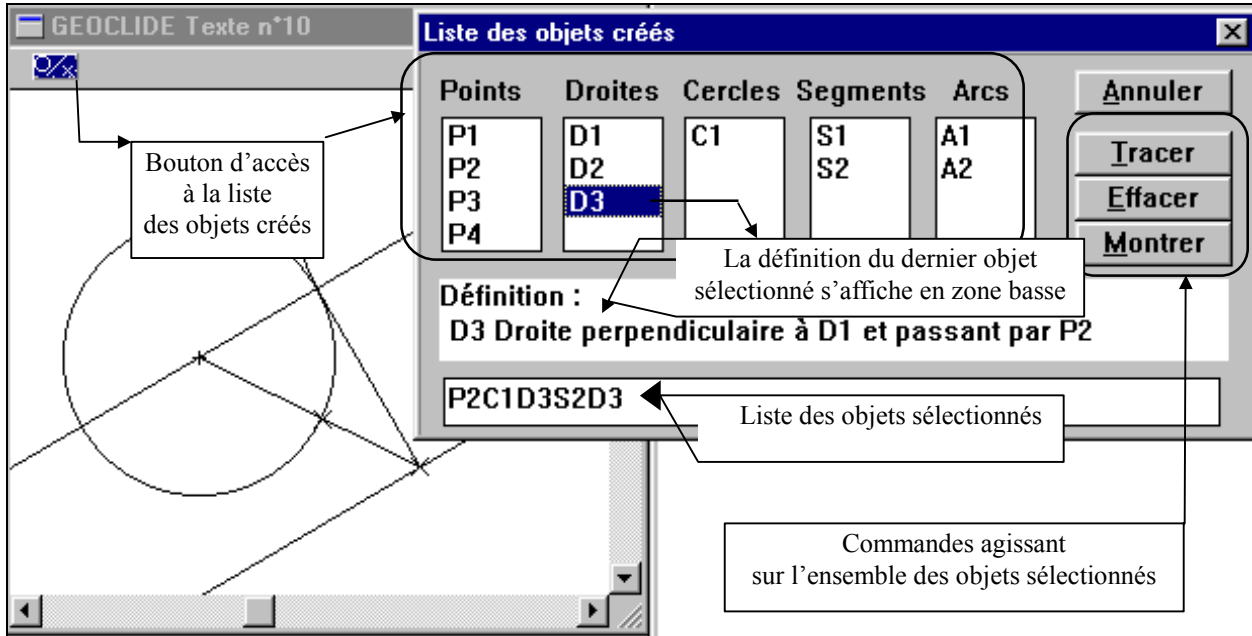 GEOCLIDE Texte n°10
Liste des objets créés
Points Droites Cercles Segments Arcs
Annuler
P1 D1 C1 S1 A1
P2 D2 S2 A2
P3 D3
P4
Tracer
Effacer
Montrer
Bouton d'accès
à la liste
des objets créés
La définition du dernier objet
sélectionné s'affiche en zone basse
Définition :
D3 Droite perpendiculaire à D1 et passant par P2
P2C1D3S2D3
Liste des objets sélectionnés
Commandes agissant
sur l'ensemble des objets sélectionnés